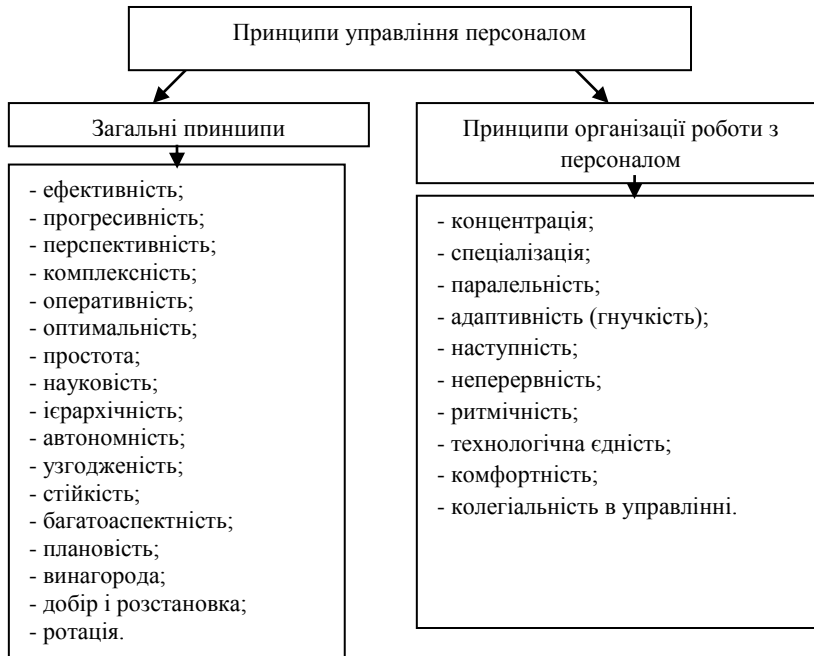 Принципи управління персоналом
Загальні принципи
- ефективність;
- прогресивність;
- перспективність;
- комплексність;
- оперативність;
- оптимальність;
- простота;
- науковість;
- ієрархічність;
- автономність;
- узгодженість;
- стійкість;
- багатоаспектність;
- плановість;
- винагорода;
- добір і розстановка;
- ротація.
Принципи організації роботи з
персоналом
- концентрація;
- спеціалізація;
- паралельність;
- адаптивність (гнучкість);
- наступність;
- неперервність;
- ритмічність;
- технологічна єдність;
- комфортність;
- колегіальність в управлінні.